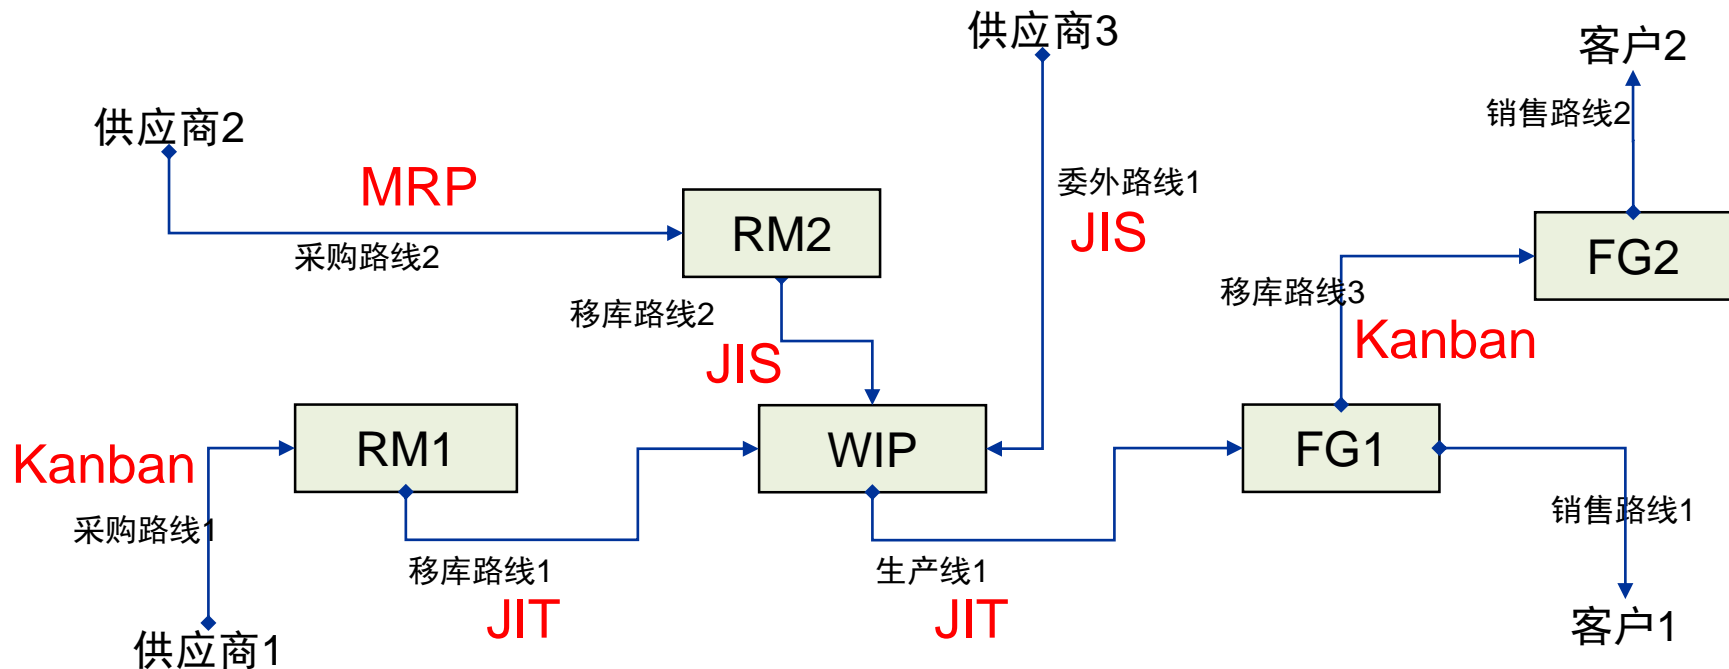 供应商3
客户2
销售路线2
供应商2
MRP
委外路线1
RM2
JIS
FG2
采购路线2
移库路线3
移库路线2
Kanban
JIS
RM1
WIP
FG1
Kanban
采购路线1
销售路线1
移库路线1
生产线1
JIT
JIT
客户1
供应商1